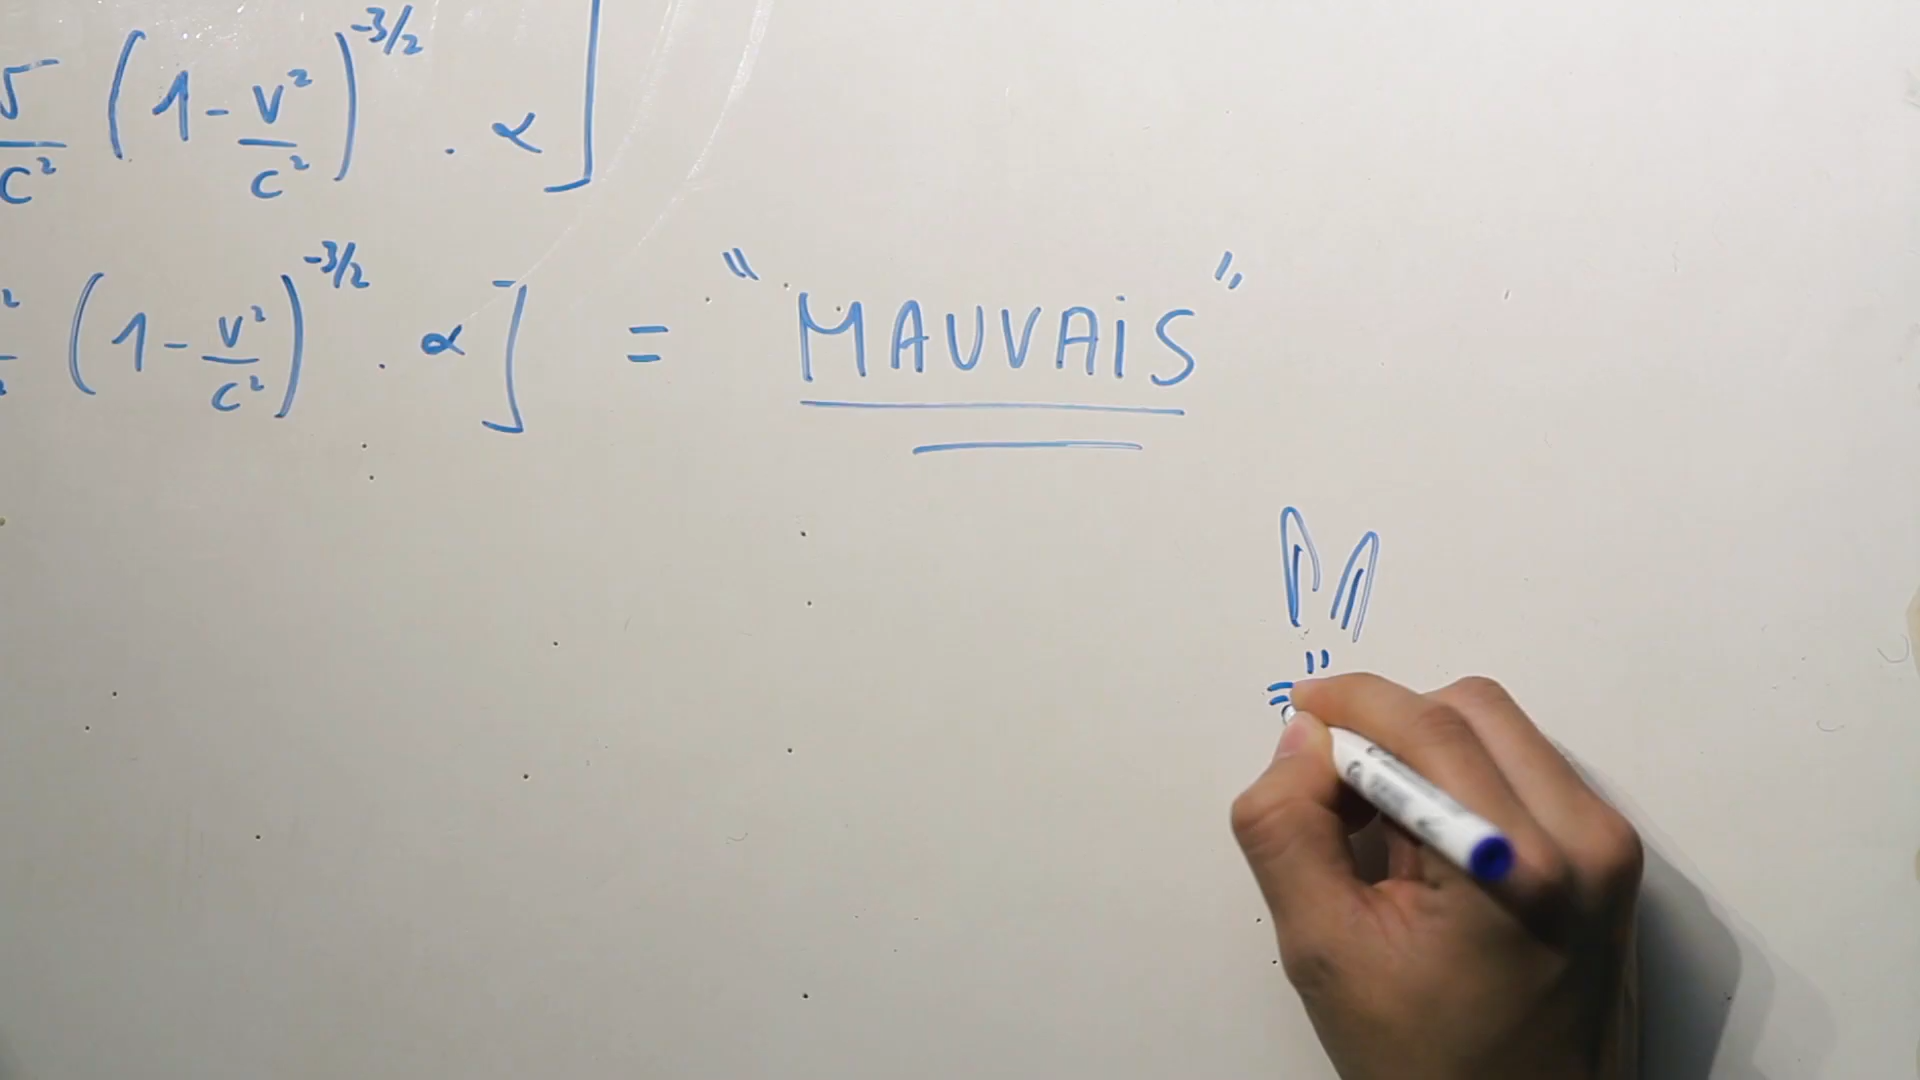 (1 - v²/c²)^-3/2 . α]
(1 - v²/c²)^-3/2 . α] = "MAUVAiS"